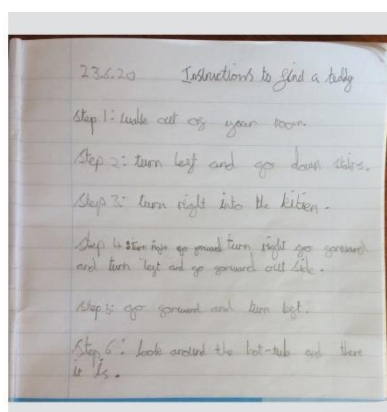 23.6.20 Instructions to find a teddy
Step 1: walk out of your room.
Step 2: turn left and go down stairs.
Step 3: turn right into the kitien.
Step 4: turn right go forward turn right go forward
and turn left and go forward out side.
Step 5: go forward and turn left.
Step 6: look around the hot-tub and there
it is.